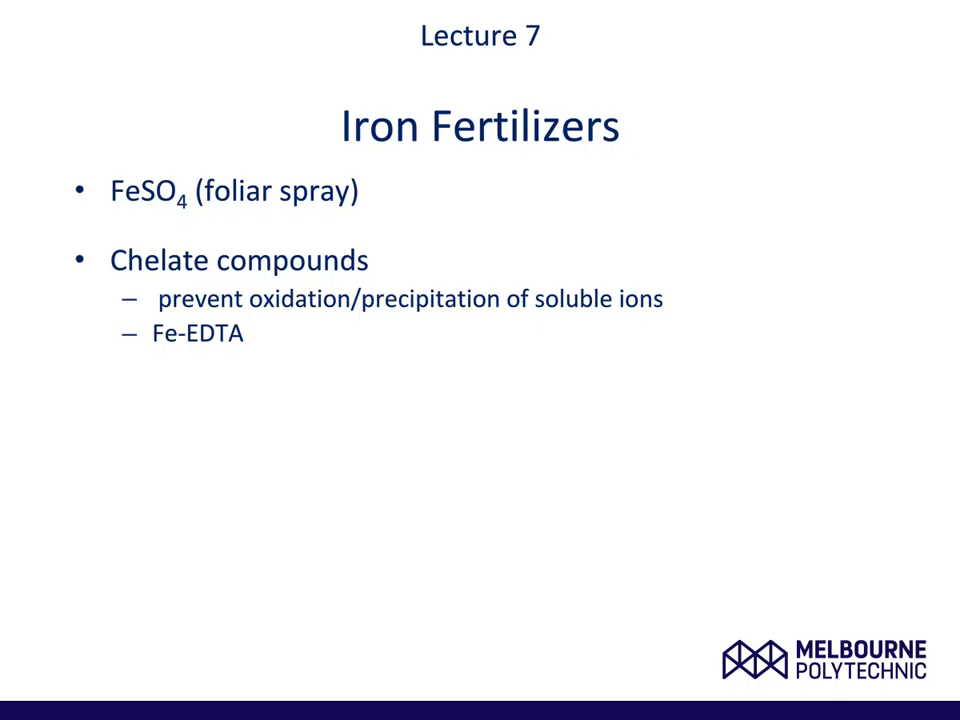 Lecture 7
Iron Fertilizers
• FeSO₄ (foliar spray)
• Chelate compounds
– prevent oxidation/precipitation of soluble ions
– Fe-EDTA
MELBOURNE
POLYTECHNIC